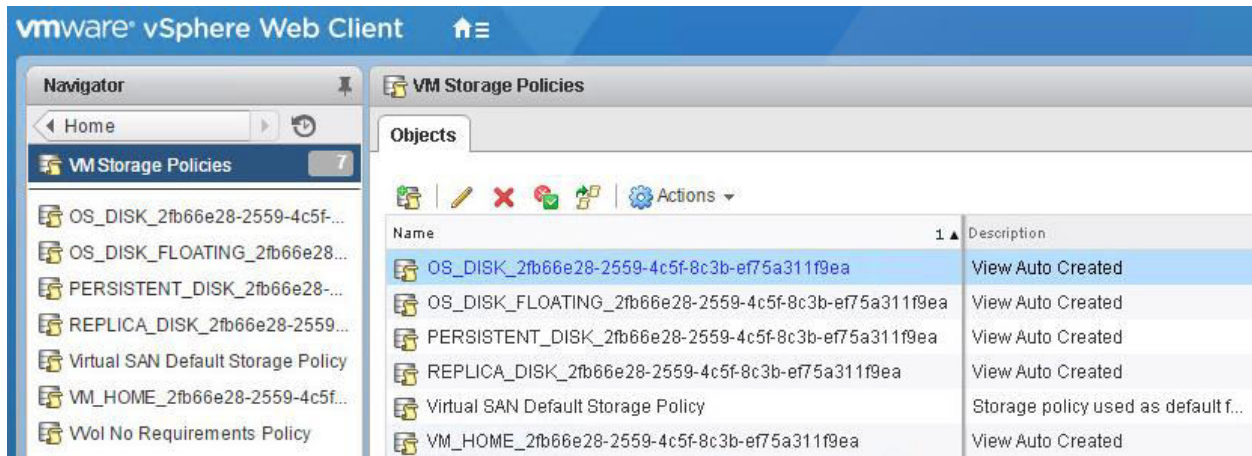 vmware® vSphere Web Client
Navigator
Home
VM Storage Policies 7
OS_DISK_2fb66e28-2559-4c5f-...
OS_DISK_FLOATING_2fb66e28...
PERSISTENT_DISK_2fb66e28-...
REPLICA_DISK_2fb66e28-2559...
Virtual SAN Default Storage Policy
VM_HOME_2fb66e28-2559-4c5f...
VVol No Requirements Policy
VM Storage Policies
Objects
Actions
Name 1 Description
OS_DISK_2fb66e28-2559-4c5f-8c3b-ef75a311f9ea View Auto Created
OS_DISK_FLOATING_2fb66e28-2559-4c5f-8c3b-ef75a311f9ea View Auto Created
PERSISTENT_DISK_2fb66e28-2559-4c5f-8c3b-ef75a311f9ea View Auto Created
REPLICA_DISK_2fb66e28-2559-4c5f-8c3b-ef75a311f9ea View Auto Created
Virtual SAN Default Storage Policy Storage policy used as default f...
VM_HOME_2fb66e28-2559-4c5f-8c3b-ef75a311f9ea View Auto Created